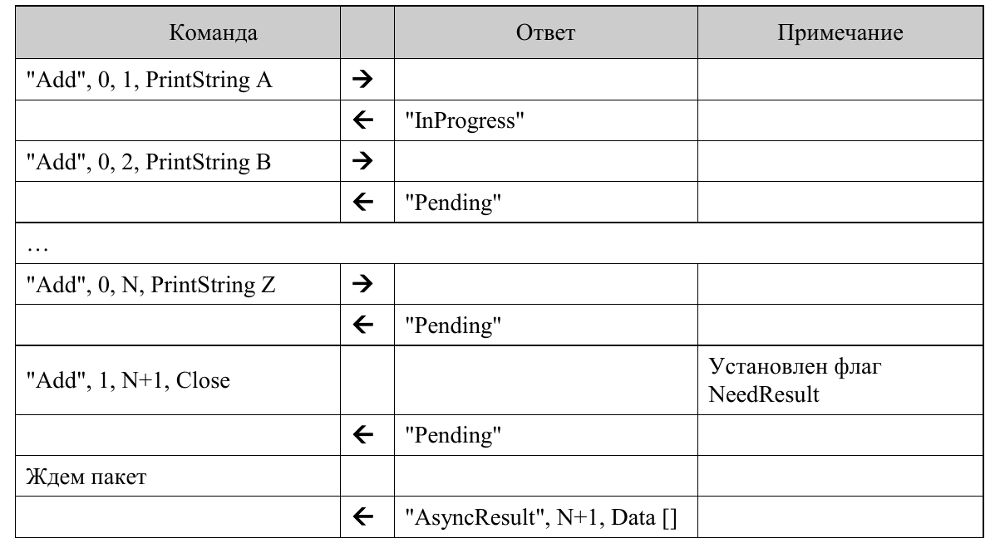 Команда Ответ Примечание
"Add", 0, 1, PrintString A →
← "InProgress"
"Add", 0, 2, PrintString B →
← "Pending"
…
"Add", 0, N, PrintString Z →
← "Pending"
"Add", 1, N+1, Close Установлен флаг
NeedResult
← "Pending"
Ждем пакет
← "AsyncResult", N+1, Data []